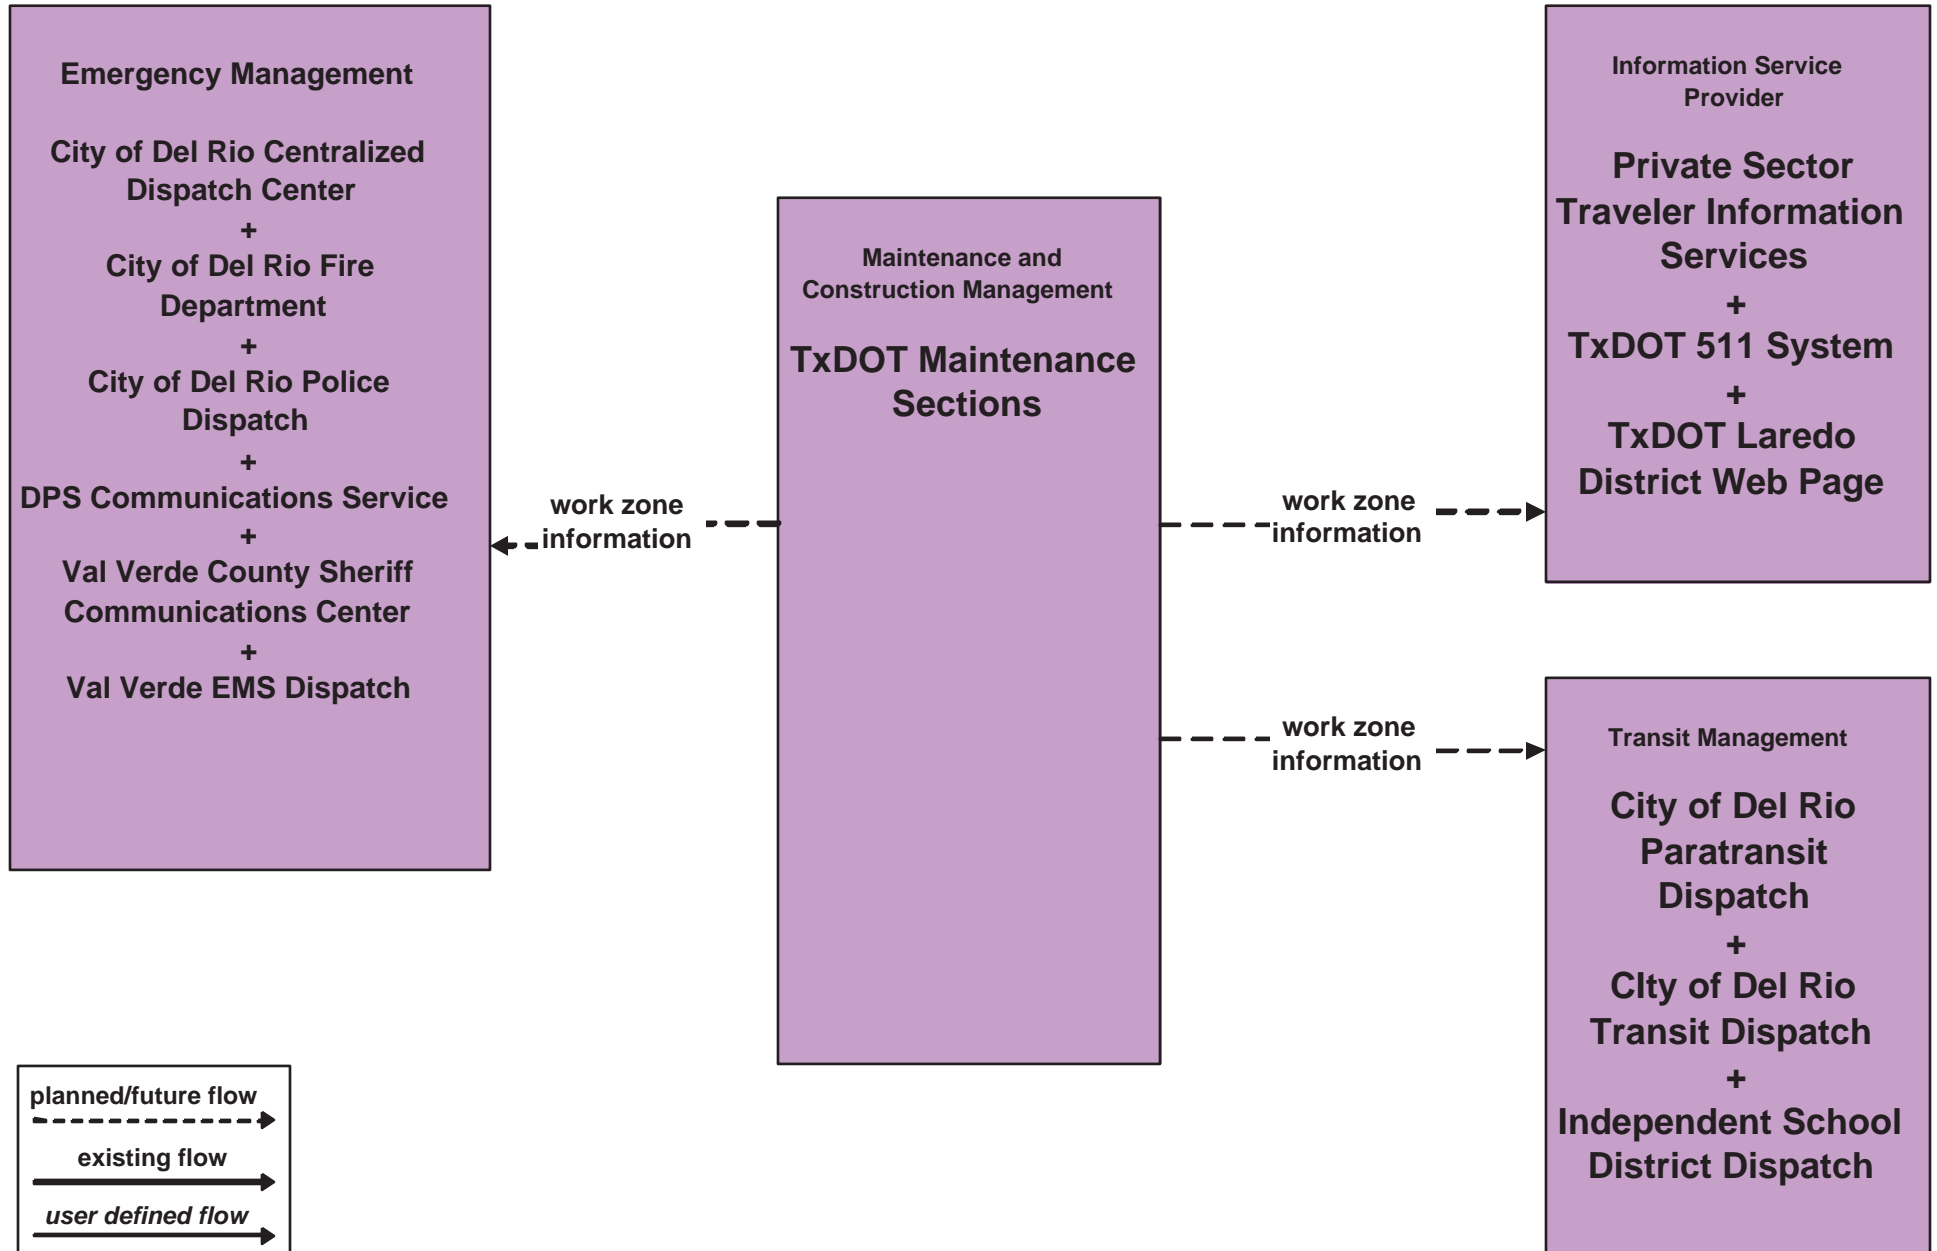 Emergency Management
City of Del Rio Centralized
Dispatch Center
+
City of Del Rio Fire
Department
+
City of Del Rio Police
Dispatch
+
DPS Communications Service
+
Val Verde County Sheriff
Communications Center
+
Val Verde EMS Dispatch
work zone
information
Maintenance and
Construction Management
TxDOT Maintenance
Sections
work zone
information
work zone
information
Information Service
Provider
Private Sector
Traveler Information
Services
+
TxDOT 511 System
+
TxDOT Laredo
District Web Page
Transit Management
City of Del Rio
Paratransit
Dispatch
+
CIty of Del Rio
Transit Dispatch
+
Independent School
District Dispatch
planned/future flow
existing flow
user defined flow